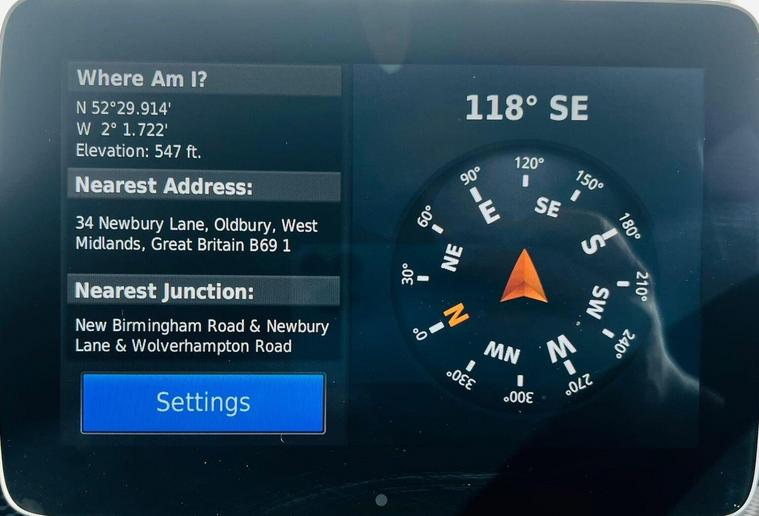 Where Am I?
N 52°29.914'
W 2° 1.722'
Elevation: 547 ft.
Nearest Address:
34 Newbury Lane, Oldbury, West
Midlands, Great Britain B69 1
Nearest Junction:
New Birmingham Road & Newbury
Lane & Wolverhampton Road
Settings
118° SE
120°
90°
150°
60°
180°
30°
210°
0°
240°
330°
300°
270°
E
SE
NE
S
N
SW
NW
W